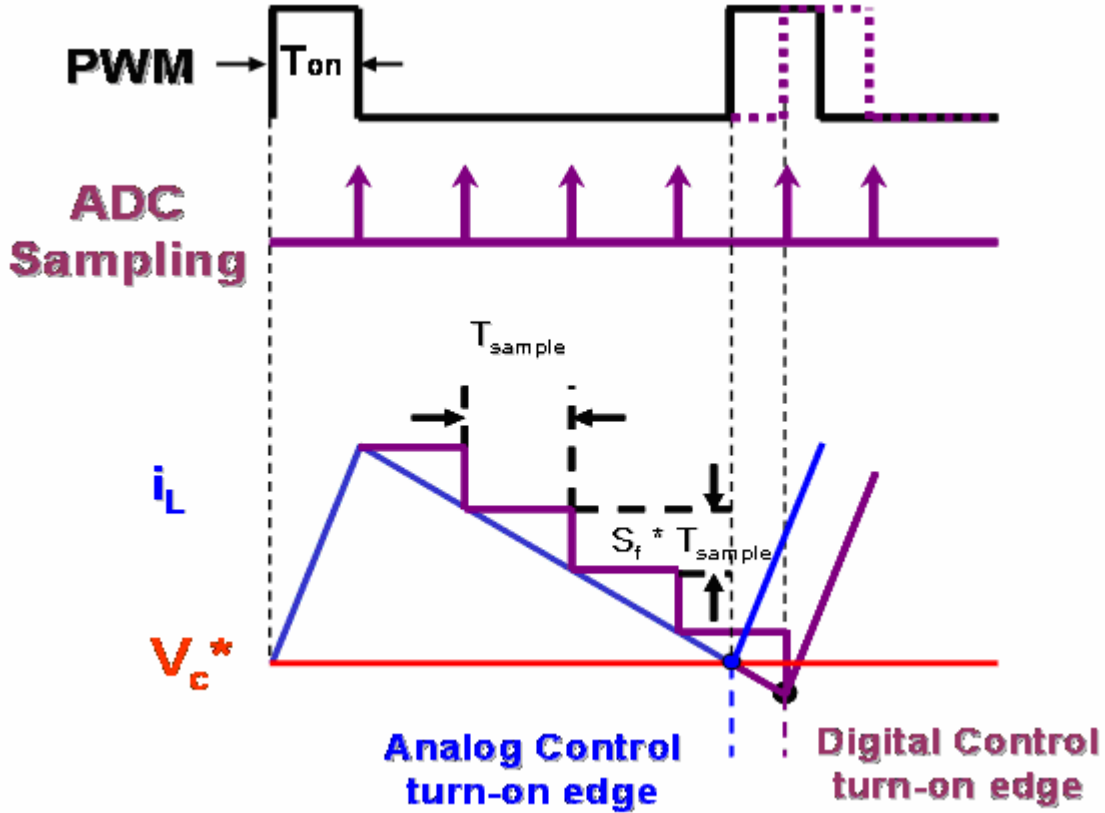 PWM
Ton
ADC
Sampling
Tsample
iL
Sf * Tsample
Vc*
Analog Control
turn-on edge
Digital Control
turn-on edge